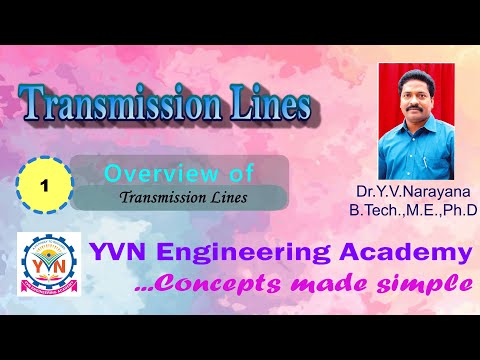 Transmission Lines
1
Overview of
Transmission Lines
Dr.Y.V.Narayana
B.Tech.,M.E.,Ph.D
YVN
YVN Engineering Academy
...Concepts made simple